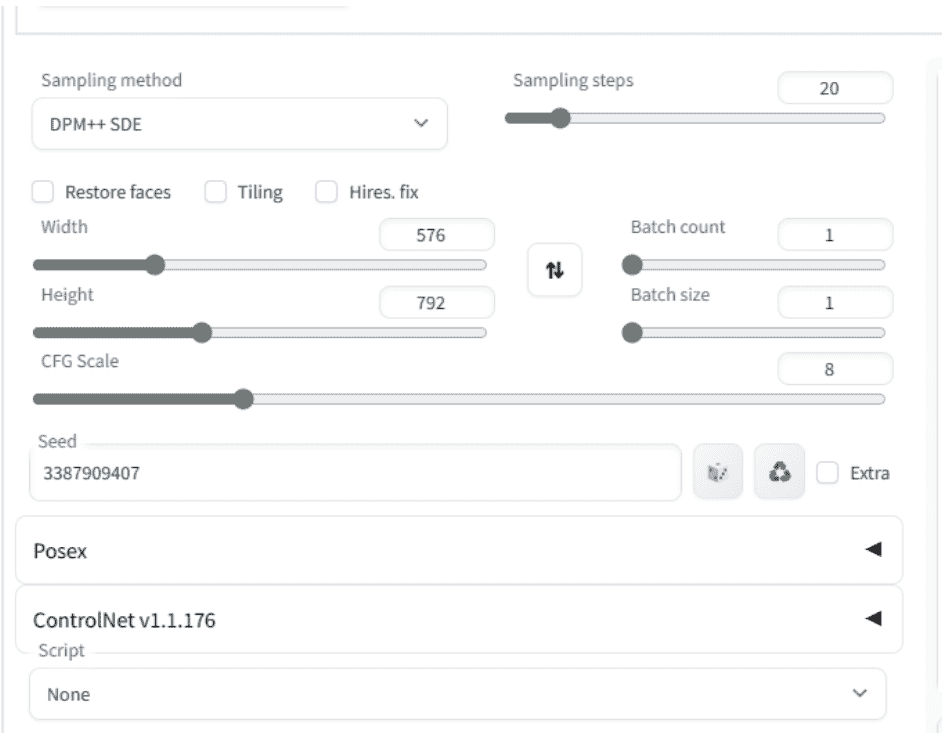 Sampling method
Sampling steps
20
DPM++ SDE
Restore faces
Tiling
Hires. fix
Width
576
Batch count
1
Height
792
Batch size
1
CFG Scale
8
Seed
3387909407
Extra
Posex
ControlNet v1.1.176
Script
None